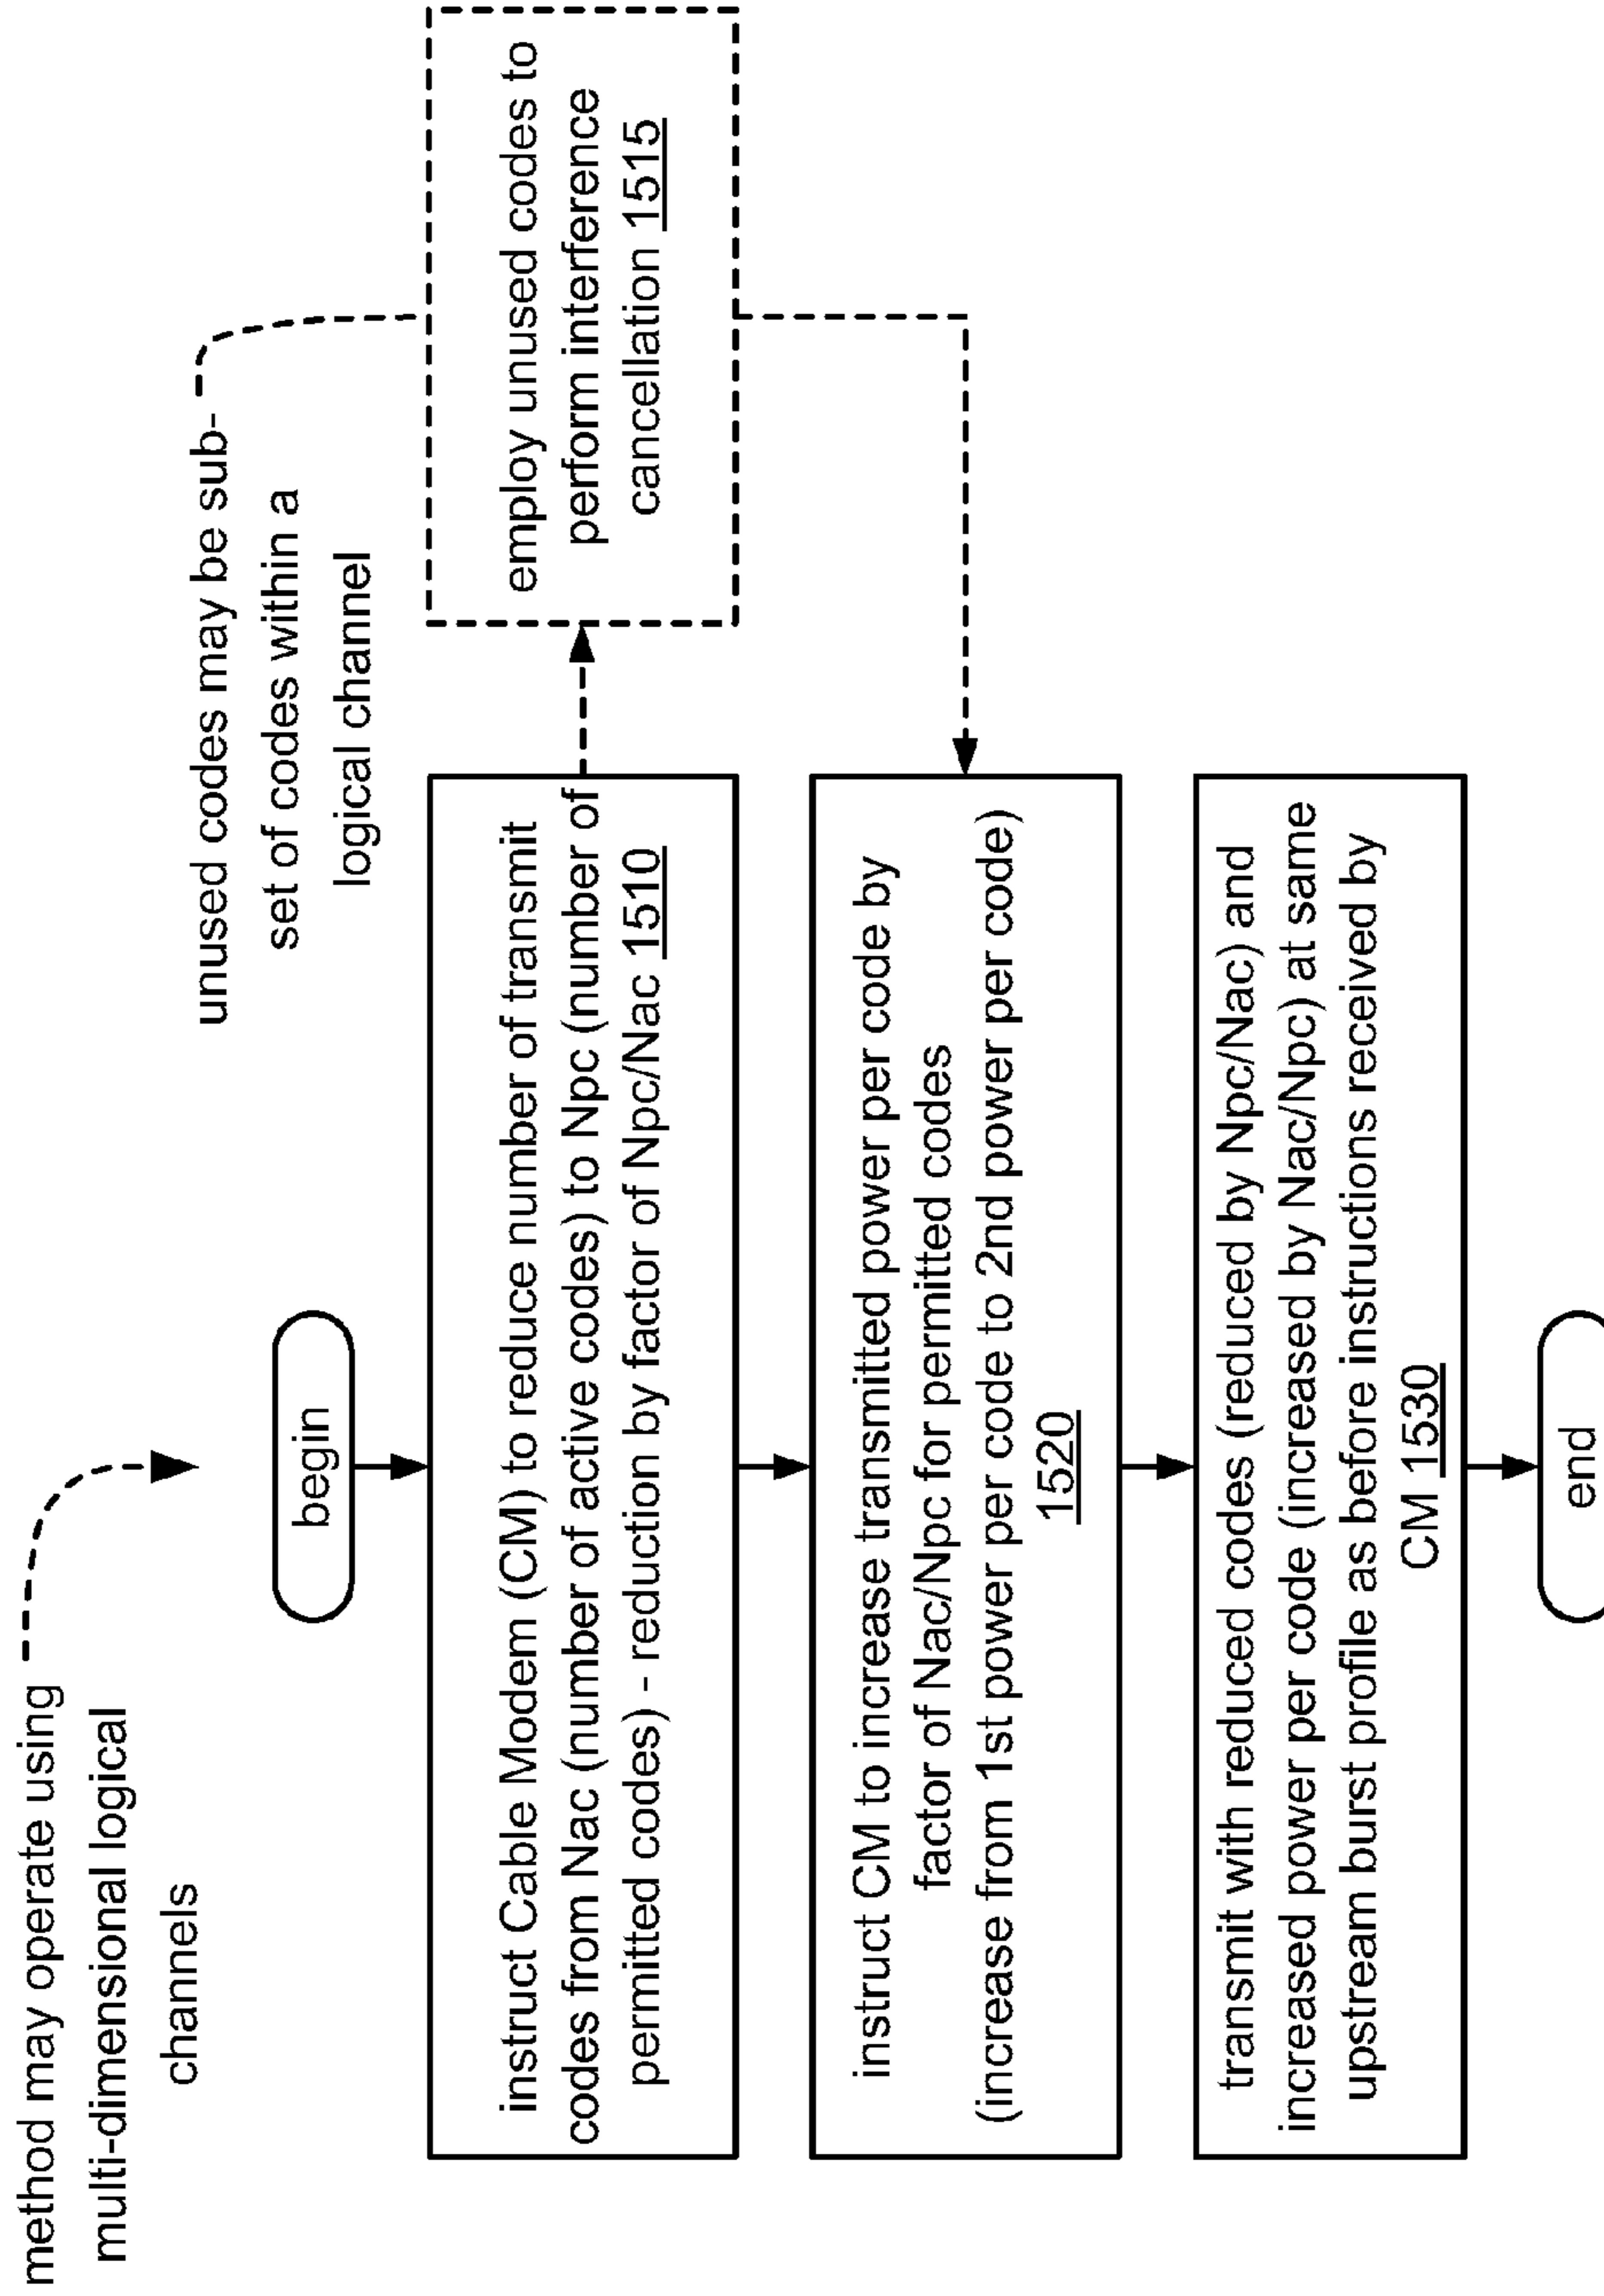 method may operate using
multi-dimensional logical
channels
unused codes may be sub-
set of codes within a
logical channel
begin
instruct Cable Modem (CM) to reduce number of transmit
codes from Nac (number of active codes) to Npc (number of
permitted codes) - reduction by factor of Npc/Nac 1510
employ unused codes to
perform interference
cancellation 1515
instruct CM to increase transmitted power per code by
factor of Nac/Npc for permitted codes
(increase from 1st power per code to 2nd power per code)
1520
transmit with reduced codes (reduced by Npc/Nac) and
increased power per code (increased by Nac/Npc) at same
upstream burst profile as before instructions received by
CM 1530
end